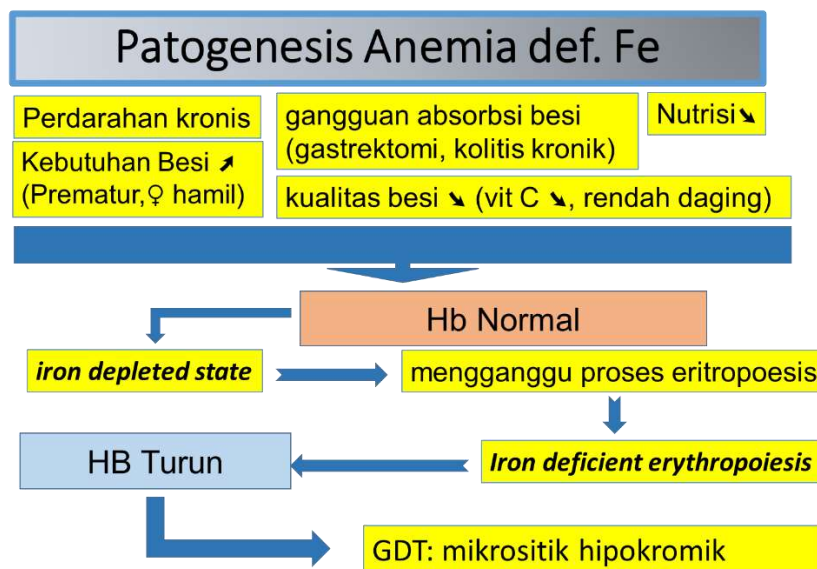 Patogenesis Anemia def. Fe
Perdarahan kronis
Kebutuhan Besi ↗
(Prematur,♀ hamil)
gangguan absorbsi besi
(gastrektomi, kolitis kronik)
Nutrisi↘
kualitas besi ↘ (vit C ↘, rendah daging)
Hb Normal
iron depleted state
mengganggu proses eritropoesis
HB Turun
Iron deficient erythropoiesis
GDT: mikrositik hipokromik